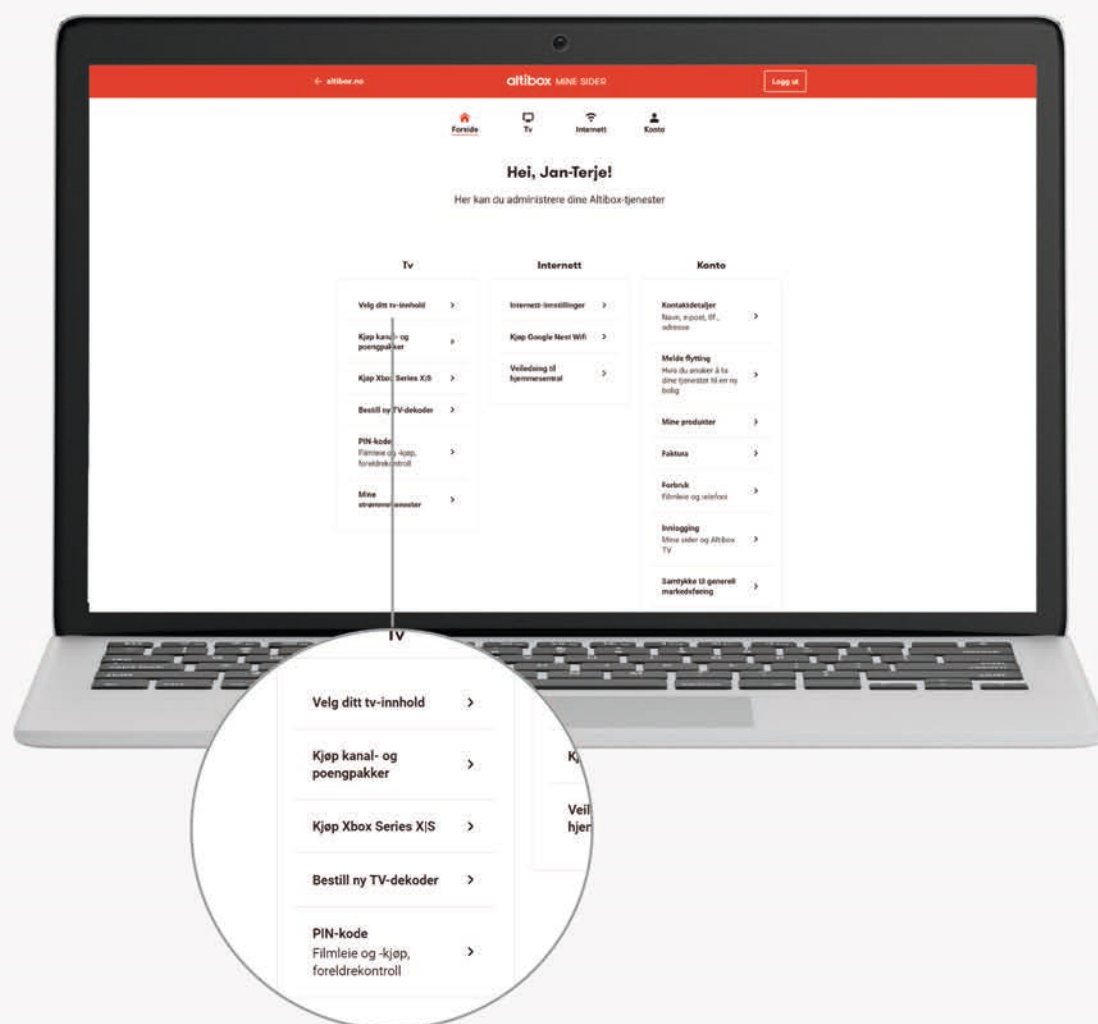 ← altibox.no
altibox MINE SIDER
Logg ut
Forside
Tv
Internett
Konto
Hei, Jan-Terje!
Her kan du administrere dine Altibox-tjenester
Tv
Velg ditt tv-innhold
Kjøp kanal- og
poengpakker
Kjøp Xbox Series X|S
Bestill ny TV-dekoder
PIN-kode
Filmleie og -kjøp,
foreldrekontroll
Mine
strømmetjenester
Internett
Internett-innstillinger
Kjøp Google Nest Wifi
Veiledning til
hjemmesentral
Konto
Kontaktdetaljer
Navn, e-post, tlf.,
adresse
Melde flytting
Hvis du ønsker å ta
dine tjenester til en ny
bolig
Mine produkter
Faktura
Forbruk
Filmleie og telefoni
Innlogging
Mine sider og Altibox
TV
Samtykke til generell
markedsføring
Tv
Velg ditt tv-innhold
Kjøp kanal- og
poengpakker
Kjøp Xbox Series X|S
Bestill ny TV-dekoder
PIN-kode
Filmleie og -kjøp,
foreldrekontroll
Kj
Veil
hjem